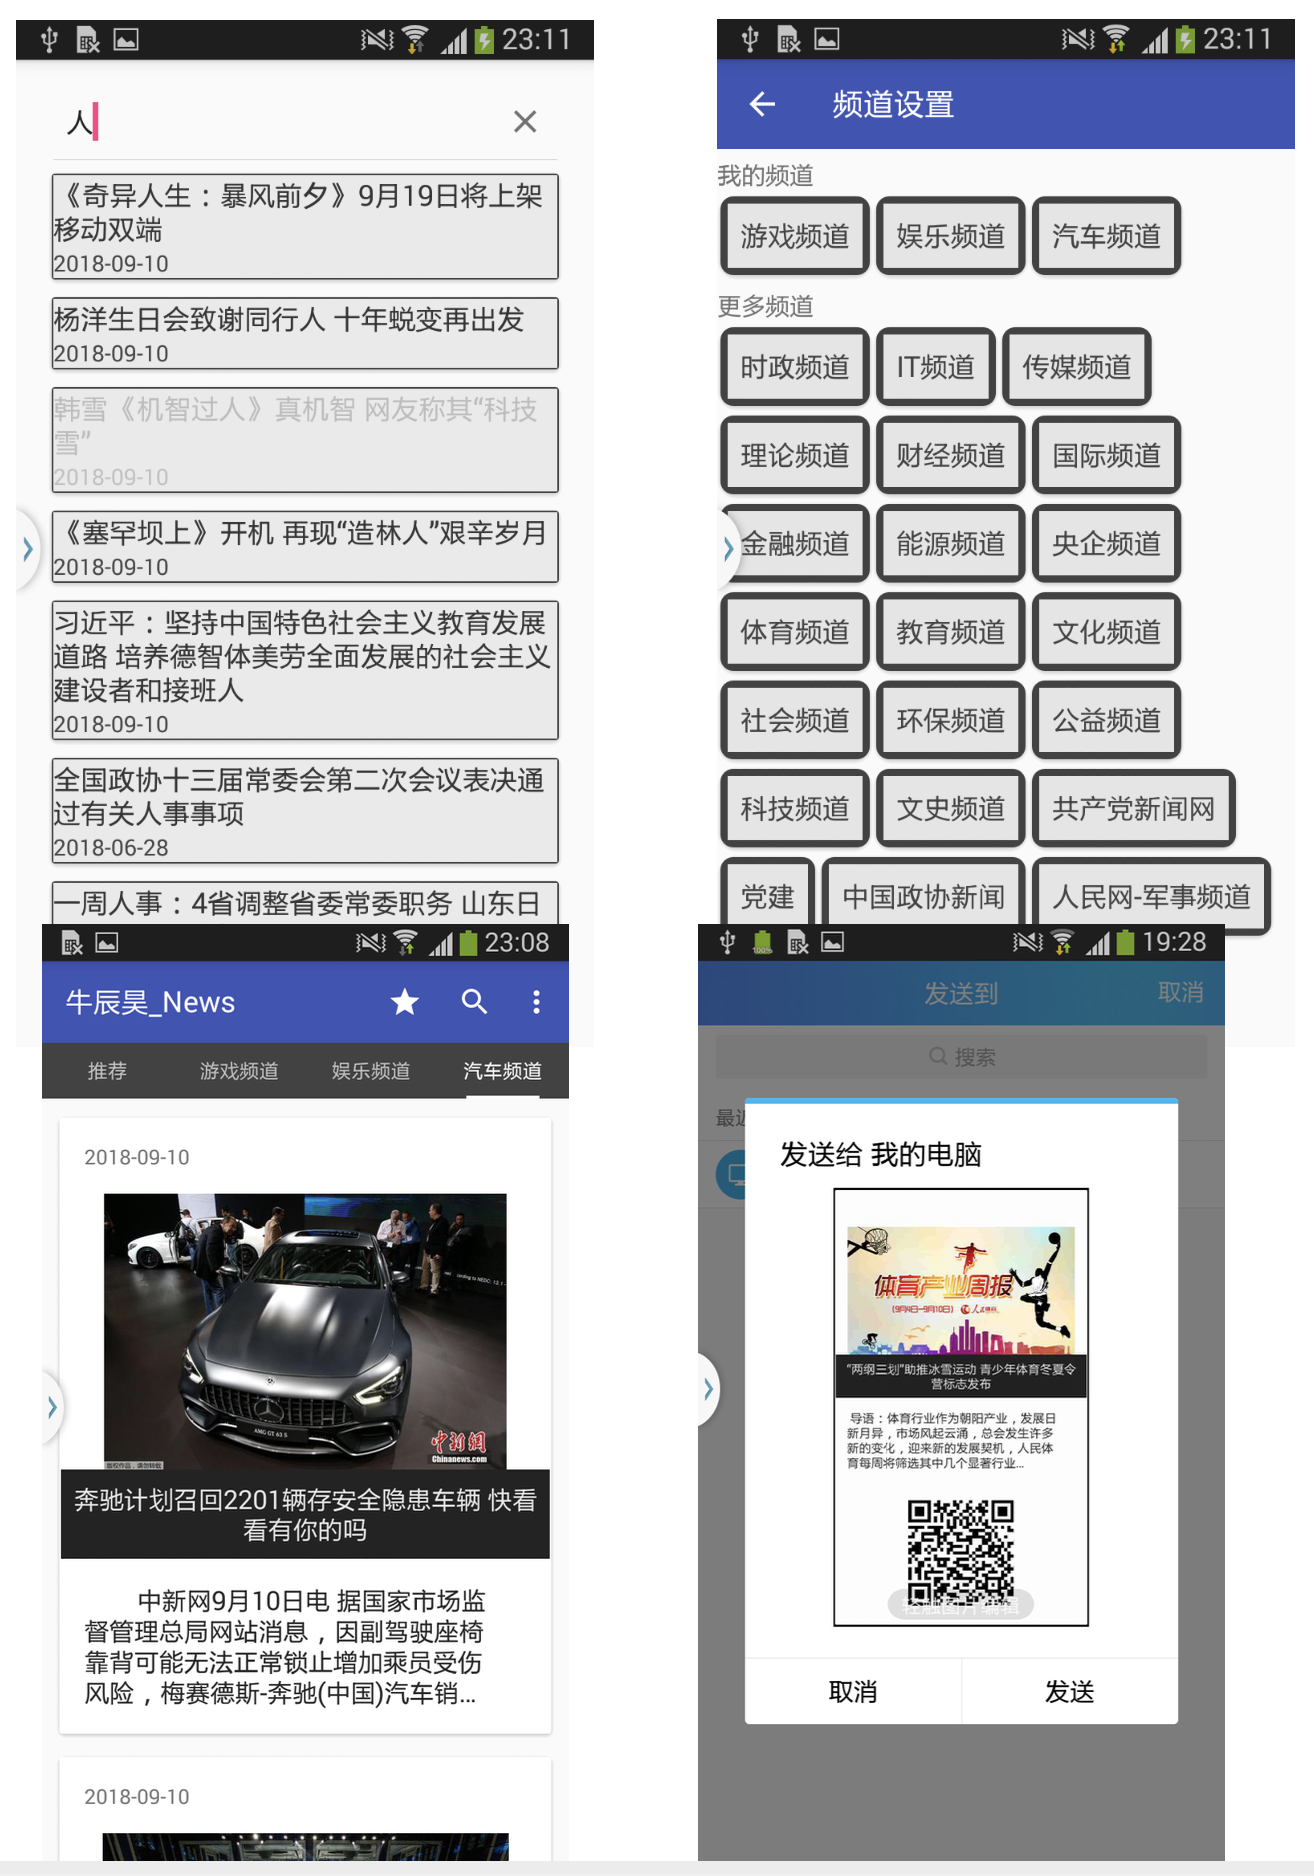 23:11
人
《奇异人生：暴风前夕》9月19日将上架
移动双端
2018-09-10
杨洋生日会致谢同行人 十年蜕变再出发
2018-09-10
韩雪《机智过人》真机智 网友称其“科技
雪”
2018-09-10
《塞罕坝上》开机 再现“造林人”艰辛岁月
2018-09-10
习近平：坚持中国特色社会主义教育发展
道路 培养德智体美劳全面发展的社会主义
建设者和接班人
2018-09-10
全国政协十三届常委会第二次会议表决通
过有关人事事项
2018-06-28
一周人事：4省调整省委常委职务 山东日
23:11
频道设置
我的频道
游戏频道 娱乐频道 汽车频道
更多频道
时政频道 IT频道 传媒频道
理论频道 财经频道 国际频道
金融频道 能源频道 央企频道
体育频道 教育频道 文化频道
社会频道 环保频道 公益频道
科技频道 文史频道 共产党新闻网
党建 中国政协新闻 人民网-军事频道
23:08
牛辰昊_News
推荐 游戏频道 娱乐频道 汽车频道
2018-09-10
AMG GT 63 S
中新网
Chinanews.com
奔驰计划召回2201辆存安全隐患车辆 快看
看有你的吗
中新网9月10日电 据国家市场监
督管理总局网站消息，因副驾驶座椅
靠背可能无法正常锁止增加乘员受伤
风险，梅赛德斯-奔驰(中国)汽车销...
2018-09-10
100%
19:28
发送到 取消
搜索
最近
发送给 我的电脑
体育产业周报
(9月4日—9月10日)
“两纲三划”助推冰雪运动 青少年体育冬夏令
营标志发布
导语：体育行业作为朝阳产业，发展日
新月异，市场风起云涌，总会发生许多
新的变化，迎来新的发展契机，人民体
育每周将筛选其中几个显著行业...
轻触图片编辑
取消 发送